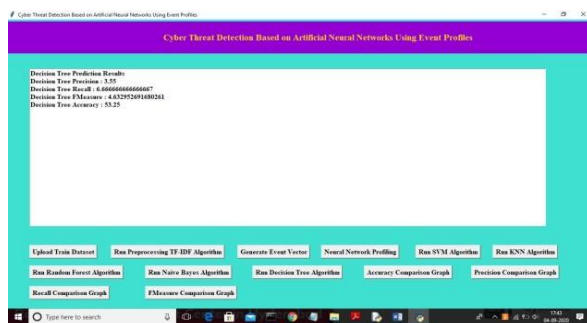 Cyber Threat Detection Based on Artificial Neural Networks Using Event Profiles
Cyber Threat Detection Based on Artificial Neural Networks Using Event Profiles
Decision Tree Prediction Results
Decision Tree Precision : 3.55
Decision Tree Recall : 6.666666666666667
Decision Tree FMeasure : 4.632952691680261
Decision Tree Accuracy : 53.25
Upload Train Dataset Run Preprocessing TF-IDF Algorithm Generate Event Vector Neural Network Profiling Run SVM Algorithm Run KNN Algorithm
Run Random Forest Algorithm Run Naive Bayes Algorithm Run Decision Tree Algorithm Accuracy Comparison Graph Precision Comparison Graph
Recall Comparison Graph FMeasure Comparison Graph
Type here to search
17:43
04-09-2020